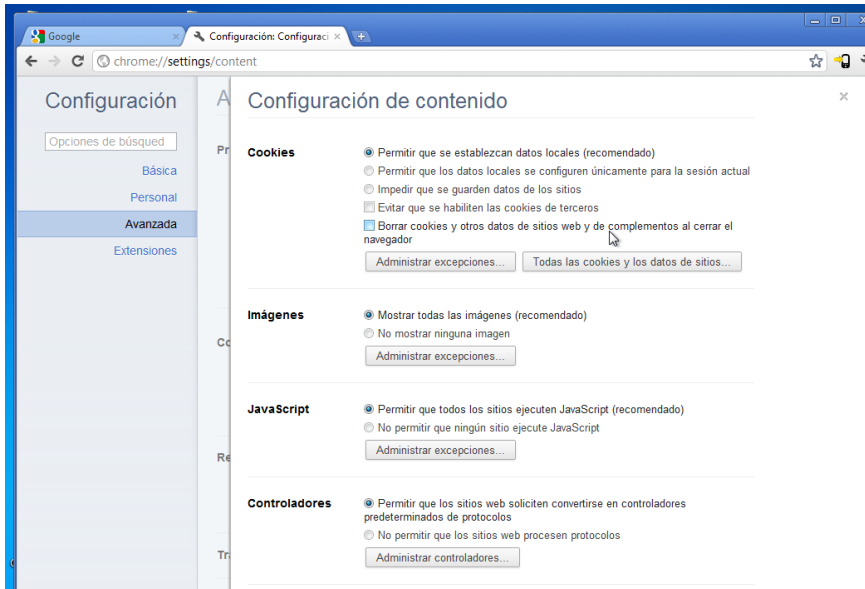 Google
Configuración: Configuraci
chrome://settings/content
Configuración
Opciones de búsqued
Básica
Personal
Avanzada
Extensiones
A
Pr
Co
Re
Tra
Configuración de contenido
Cookies
Permitir que se establezcan datos locales (recomendado)
Permitir que los datos locales se configuren únicamente para la sesión actual
Impedir que se guarden datos de los sitios
Evitar que se habiliten las cookies de terceros
Borrar cookies y otros datos de sitios web y de complementos al cerrar el
navegador
Administrar excepciones...
Todas las cookies y los datos de sitios...
Imágenes
Mostrar todas las imágenes (recomendado)
No mostrar ninguna imagen
Administrar excepciones...
JavaScript
Permitir que todos los sitios ejecuten JavaScript (recomendado)
No permitir que ningún sitio ejecute JavaScript
Administrar excepciones...
Controladores
Permitir que los sitios web soliciten convertirse en controladores
predeterminados de protocolos
No permitir que los sitios web procesen protocolos
Administrar controladores...